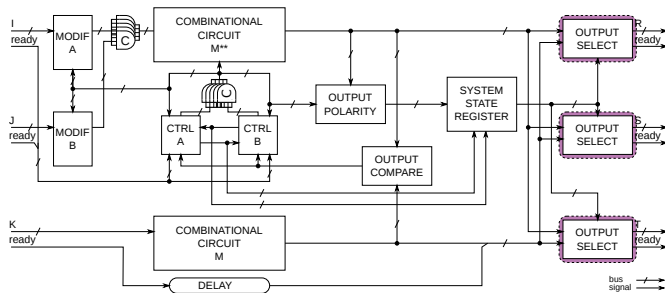 I
ready
MODIF
A
C
COMBINATIONAL
CIRCUIT
M**
OUTPUT
SELECT
R
ready
C
J
ready
MODIF
B
CTRL
A
CTRL
B
OUTPUT
POLARITY
SYSTEM
STATE
REGISTER
OUTPUT
SELECT
S
ready
OUTPUT
COMPARE
K
ready
COMBINATIONAL
CIRCUIT
M
OUTPUT
SELECT
T
ready
DELAY
bus
signal